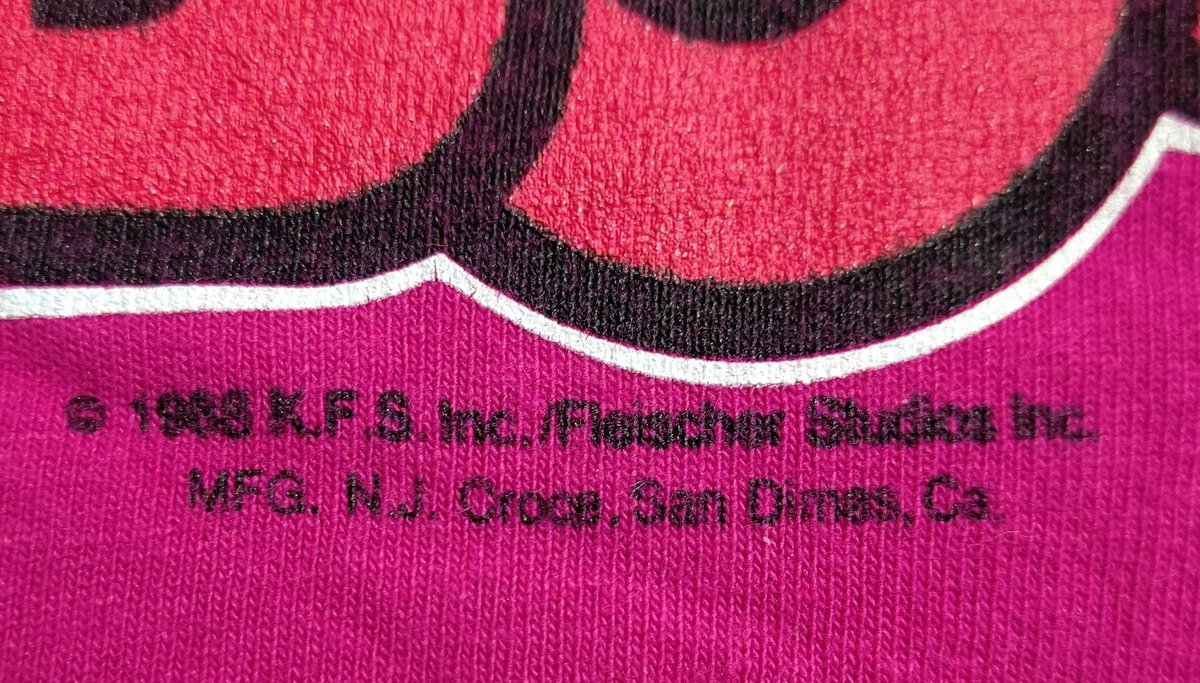 © 1988 K.F.S. Inc./Fleischer Studios Inc.
MFG. N.J. Croce, San Dimas, Ca.